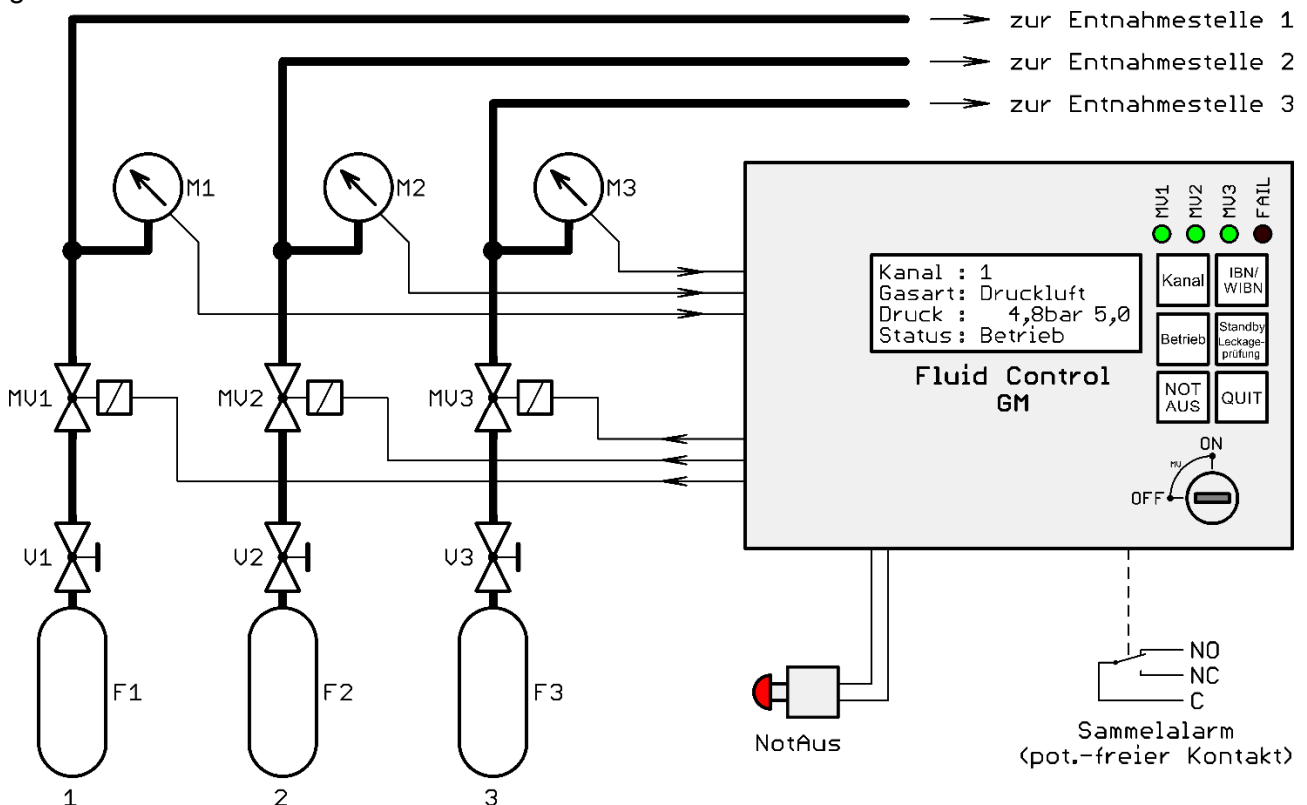 g
zur Entnahmestelle 1
zur Entnahmestelle 2
zur Entnahmestelle 3
M1
M2
M3
MV1
MV2
MV3
FAIL
Kanal : 1
Gasart: Druckluft
Druck : 4,8bar 5,0
Status: Betrieb
Kanal
IBN/
WIBN
Betrieb
Standby
Leckage-
prüfung
NOT
AUS
QUIT
Fluid Control
GM
MV1
MV2
MV3
ON
MV
OFF
V1
V2
V3
F1
F2
F3
NotAus
NO
NC
C
Sammelalarm
(pot.-freier Kontakt)
1
2
3